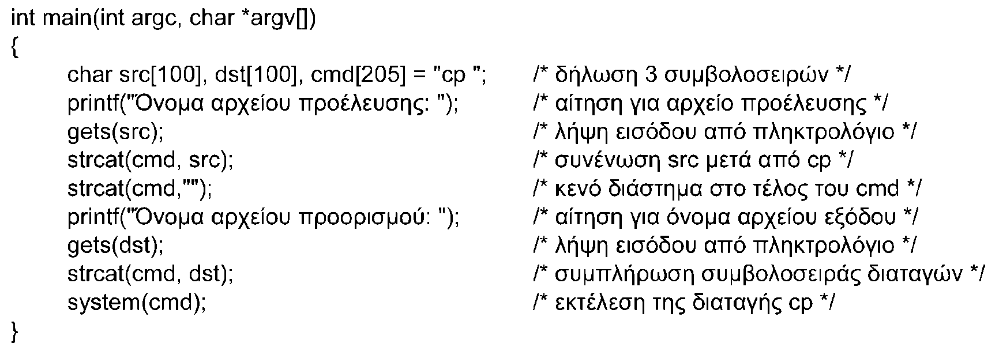 int main(int argc, char *argv[])
{
char src[100], dst[100], cmd[205] = "cp "; /* δήλωση 3 συμβολοσειρών */
printf("Όνομα αρχείου προέλευσης: "); /* αίτηση για αρχείο προέλευσης */
gets(src); /* λήψη εισόδου από πληκτρολόγιο */
strcat(cmd, src); /* συνένωση src μετά από cp */
strcat(cmd,""); /* κενό διάστημα στο τέλος του cmd */
printf("Όνομα αρχείου προορισμού: "); /* αίτηση για όνομα αρχείου εξόδου */
gets(dst); /* λήψη εισόδου από πληκτρολόγιο */
strcat(cmd, dst); /* συμπλήρωση συμβολοσειράς διαταγών */
system(cmd); /* εκτέλεση της διαταγής cp */
}